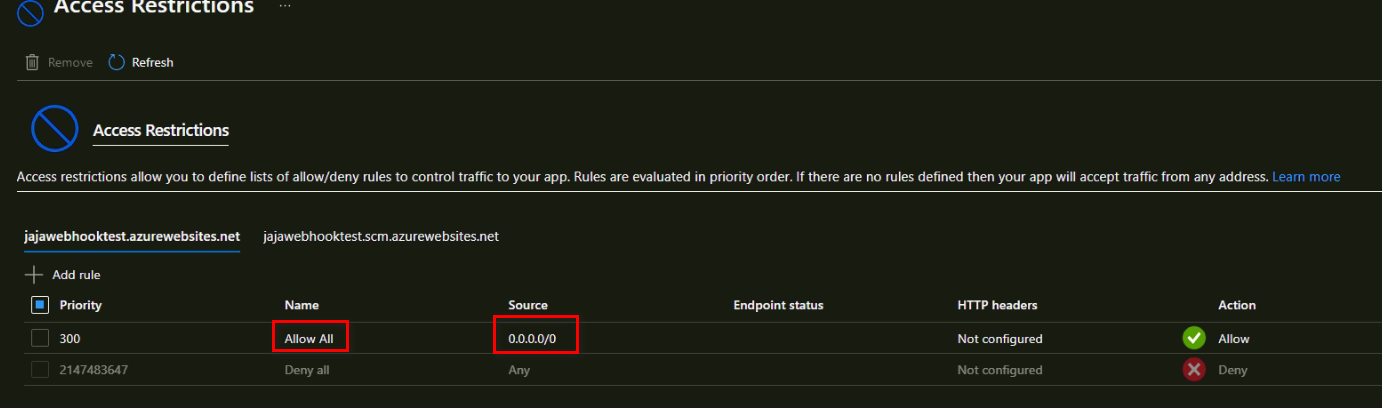 Access Restrictions ...
Remove Refresh
Access Restrictions
Access restrictions allow you to define lists of allow/deny rules to control traffic to your app. Rules are evaluated in priority order. If there are no rules defined then your app will accept traffic from any address. Learn more
jajawebhooktest.azurewebsites.net jajawebhooktest.scm.azurewebsites.net
Add rule
Priority Name Source Endpoint status HTTP headers Action
300 Allow All 0.0.0.0/0 Not configured Allow
2147483647 Deny all Any Not configured Deny